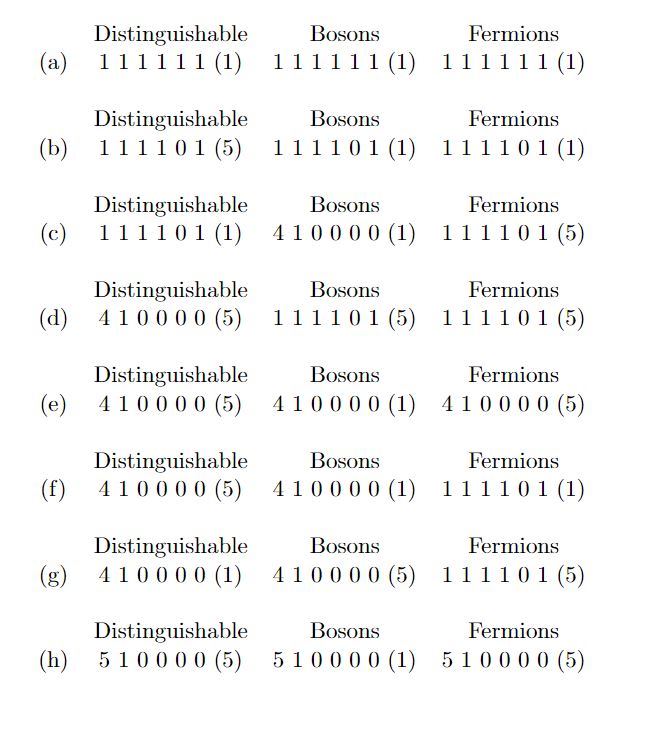 Distinguishable Bosons Fermions
(a) 1 1 1 1 1 1 (1) 1 1 1 1 1 1 (1) 1 1 1 1 1 1 (1)
Distinguishable Bosons Fermions
(b) 1 1 1 1 0 1 (5) 1 1 1 1 0 1 (1) 1 1 1 1 0 1 (1)
Distinguishable Bosons Fermions
(c) 1 1 1 1 0 1 (1) 4 1 0 0 0 0 (1) 1 1 1 1 0 1 (5)
Distinguishable Bosons Fermions
(d) 4 1 0 0 0 0 (5) 1 1 1 1 0 1 (5) 1 1 1 1 0 1 (5)
Distinguishable Bosons Fermions
(e) 4 1 0 0 0 0 (5) 4 1 0 0 0 0 (1) 4 1 0 0 0 0 (5)
Distinguishable Bosons Fermions
(f) 4 1 0 0 0 0 (5) 4 1 0 0 0 0 (1) 1 1 1 1 0 1 (1)
Distinguishable Bosons Fermions
(g) 4 1 0 0 0 0 (1) 4 1 0 0 0 0 (5) 1 1 1 1 0 1 (5)
Distinguishable Bosons Fermions
(h) 5 1 0 0 0 0 (5) 5 1 0 0 0 0 (1) 5 1 0 0 0 0 (5)